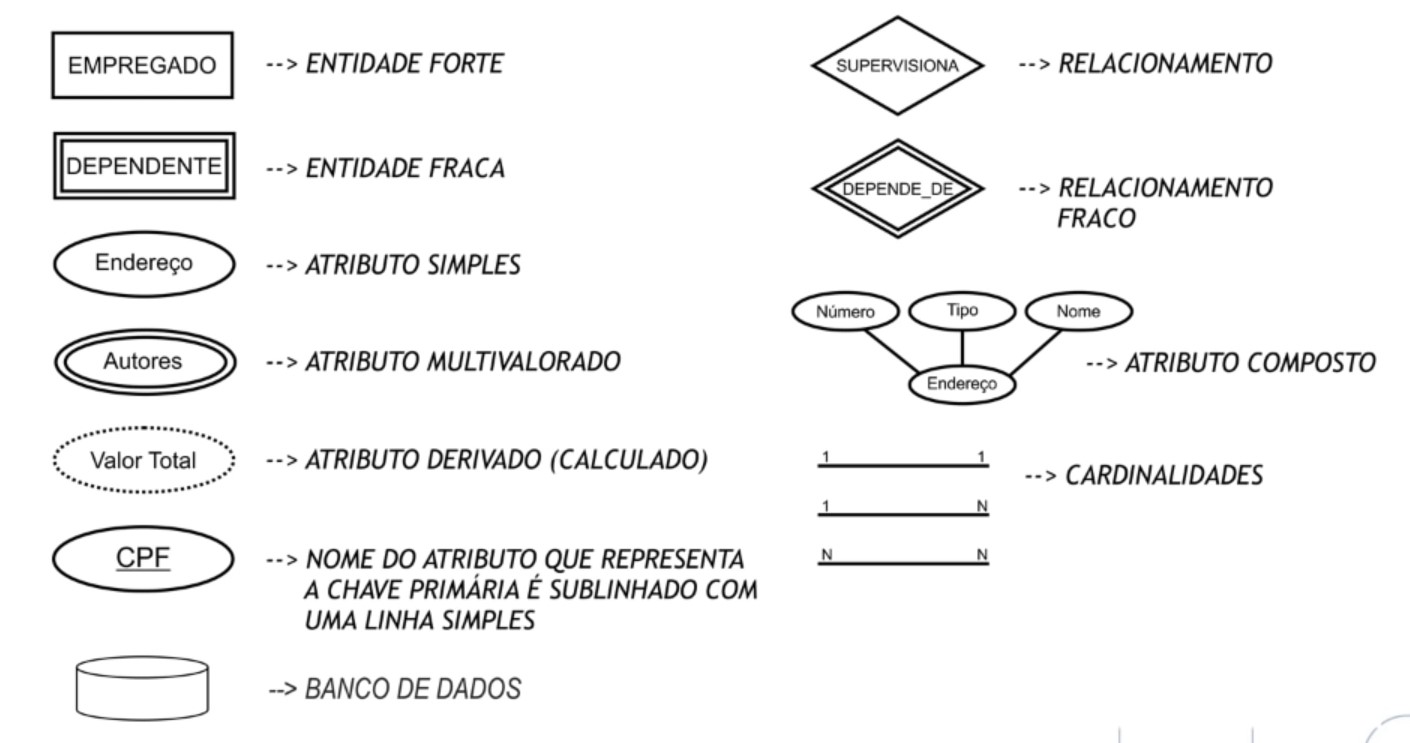 EMPREGADO --> ENTIDADE FORTE
DEPENDENTE --> ENTIDADE FRACA
Endereço --> ATRIBUTO SIMPLES
Autores --> ATRIBUTO MULTIVALORADO
Valor Total --> ATRIBUTO DERIVADO (CALCULADO)
CPF --> NOME DO ATRIBUTO QUE REPRESENTA
A CHAVE PRIMÁRIA É SUBLINHADO COM
UMA LINHA SIMPLES
--> BANCO DE DADOS
SUPERVISIONA --> RELACIONAMENTO
DEPENDE_DE --> RELACIONAMENTO
FRACO
Número Tipo Nome
--> ATRIBUTO COMPOSTO
Endereço
1 1
--> CARDINALIDADES
1 N
N N